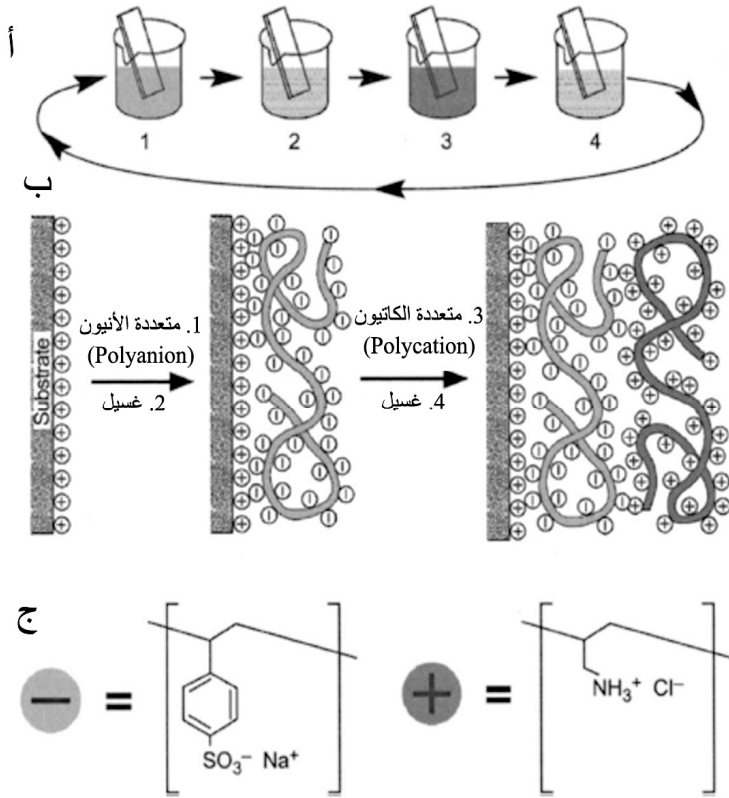 أ
1 2 3 4
ب
Substrate
1. متعددة الأنيون
(Polyanion)
2. غسيل
3. متعددة الكاتيون
(Polycation)
4. غسيل
ج
− =
SO₃⁻ Na⁺
+ =
NH₃⁺ Cl⁻